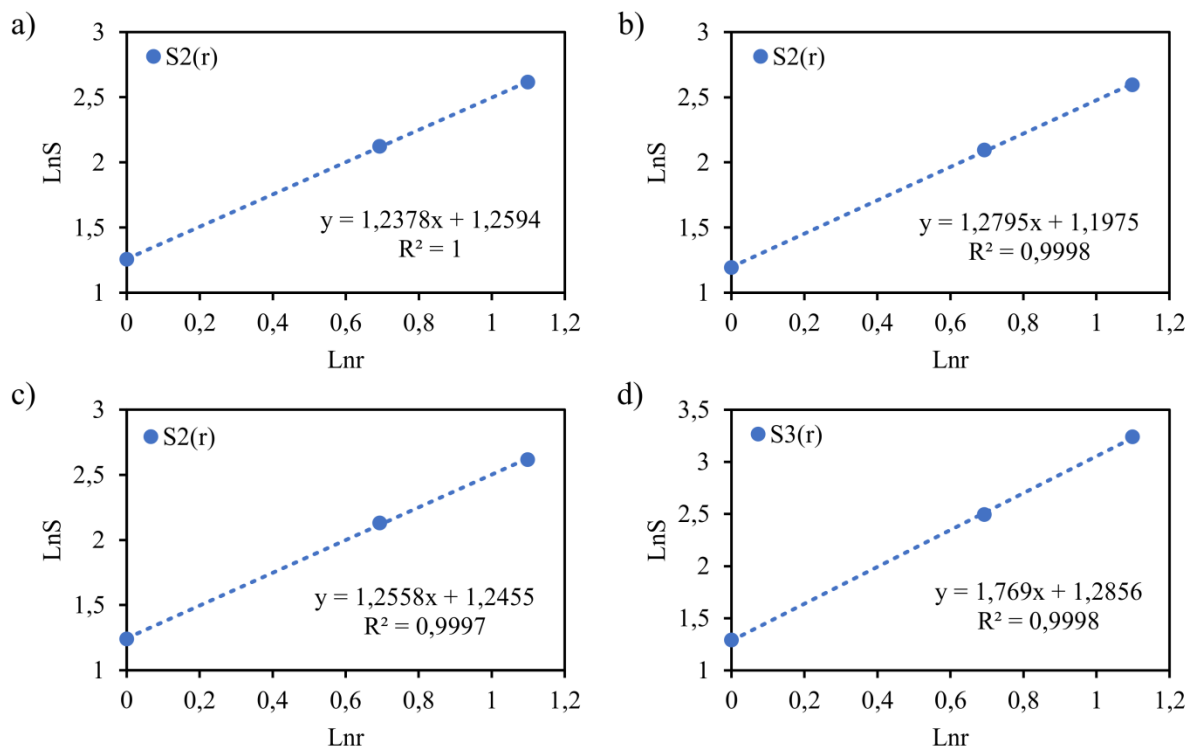 a)
S2(r)
3
2,5
2
1,5
1
LnS
y = 1,2378x + 1,2594
R² = 1
0 0,2 0,4 0,6 0,8 1 1,2
Lnr
b)
S2(r)
3
2,5
2
1,5
1
LnS
y = 1,2795x + 1,1975
R² = 0,9998
0 0,2 0,4 0,6 0,8 1 1,2
Lnr
c)
S2(r)
3
2,5
2
1,5
1
LnS
y = 1,2558x + 1,2455
R² = 0,9997
0 0,2 0,4 0,6 0,8 1 1,2
Lnr
d)
S3(r)
3,5
3
2,5
2
1,5
1
LnS
y = 1,769x + 1,2856
R² = 0,9998
0 0,2 0,4 0,6 0,8 1 1,2
Lnr